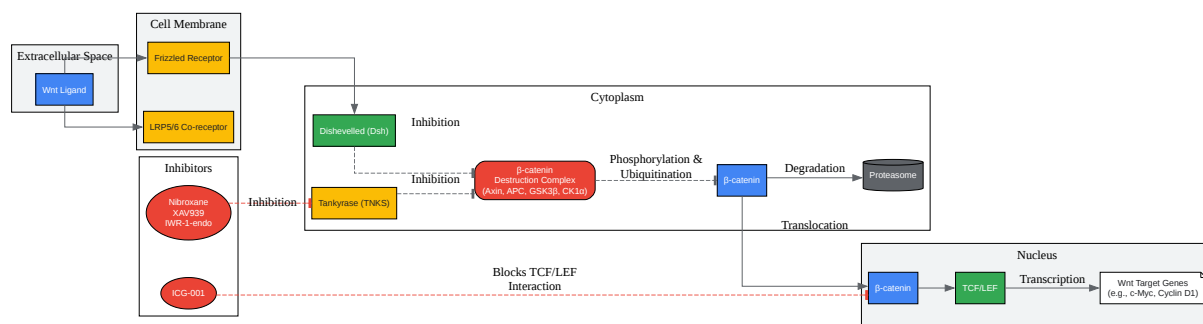 Cell Membrane
Extracellular Space
Frizzled Receptor
Wnt Ligand
LRP5/6 Co-receptor
Cytoplasm
Dishevelled (Dsh)
Inhibition
Inhibition
β-catenin
Destruction Complex
(Axin, APC, GSK3β, CK1α)
Phosphorylation &
Ubiquitination
β-catenin
Degradation
Proteasome
Inhibitors
Nibroxane
XAV939
IWR-1-endo
Inhibition
Tankyrase (TNKS)
Translocation
Nucleus
ICG-001
Blocks TCF/LEF
Interaction
β-catenin
TCF/LEF
Transcription
Wnt Target Genes
(e.g., c-Myc, Cyclin D1)